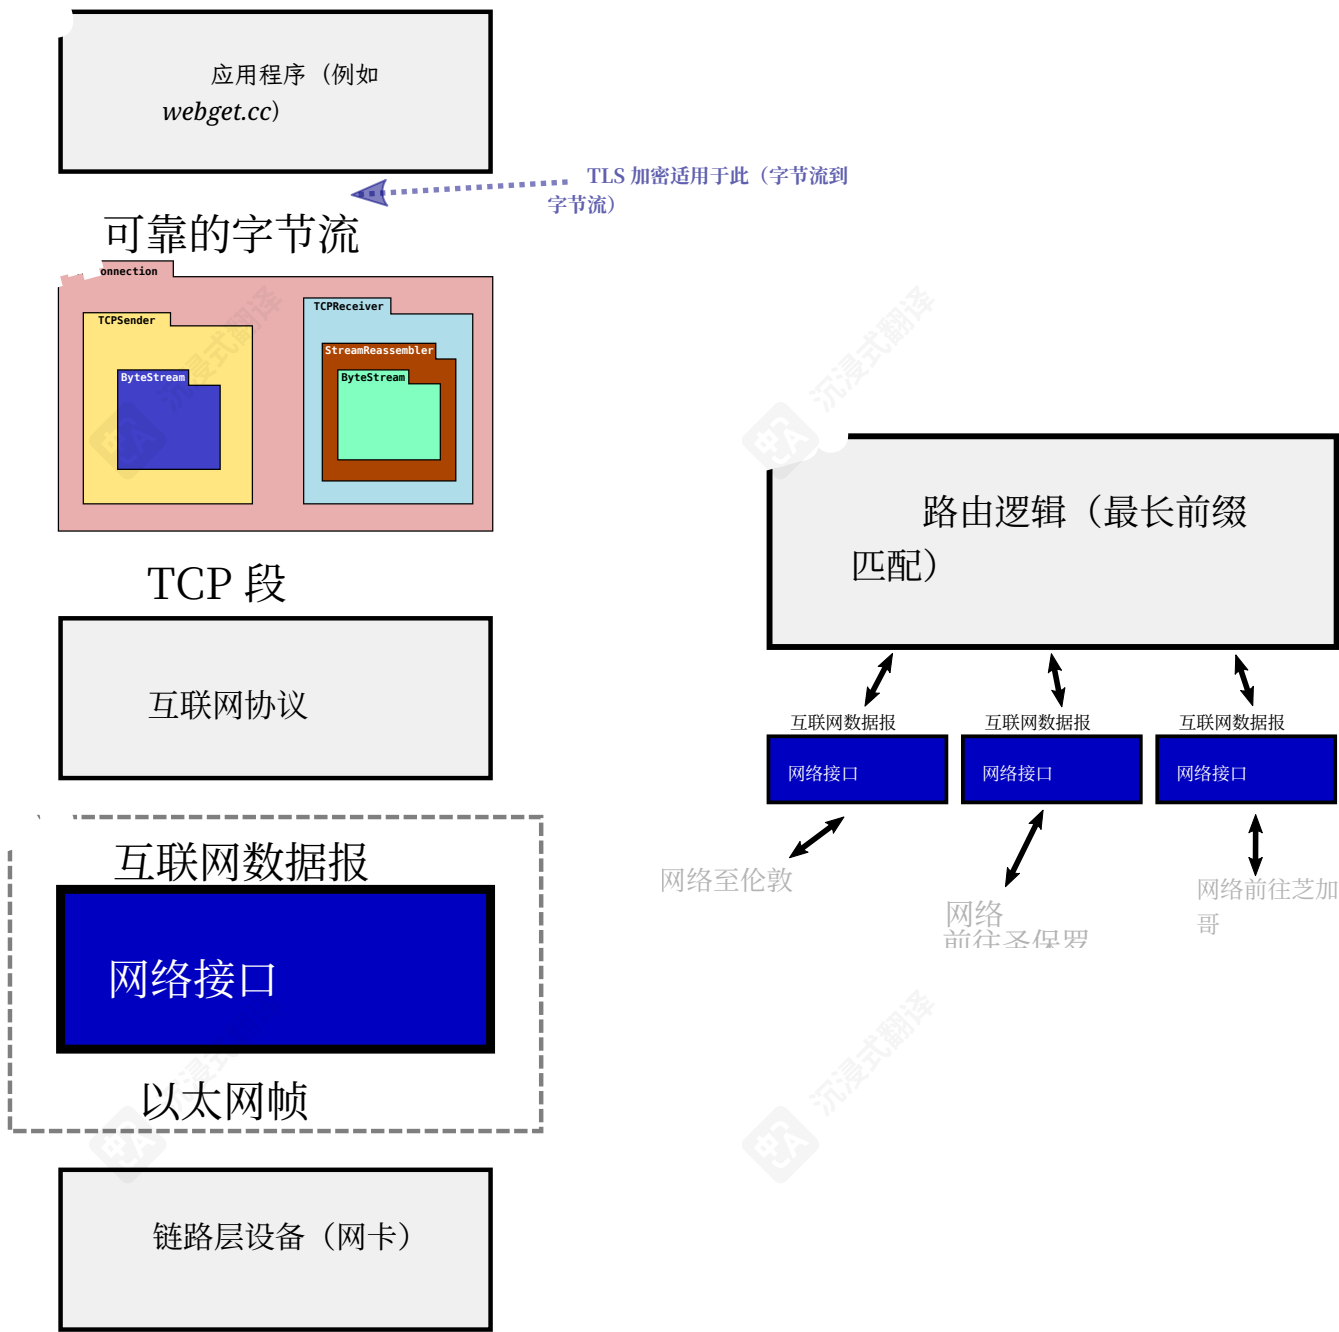 应用程序（例如
webget.cc）
TLS 加密适用于此（字节流到
字节流）
可靠的字节流
onnection
TCPSender
ByteStream
TCPReceiver
StreamReassembler
ByteStream
TCP 段
互联网协议
互联网数据报
网络接口
以太网帧
链路层设备（网卡）
路由逻辑（最长前缀
匹配）
互联网数据报
互联网数据报
互联网数据报
网络接口
网络接口
网络接口
网络至伦敦
网络
前往圣保罗
网络前往芝加
哥
沉浸式翻译
沉浸式翻译
沉浸式翻译